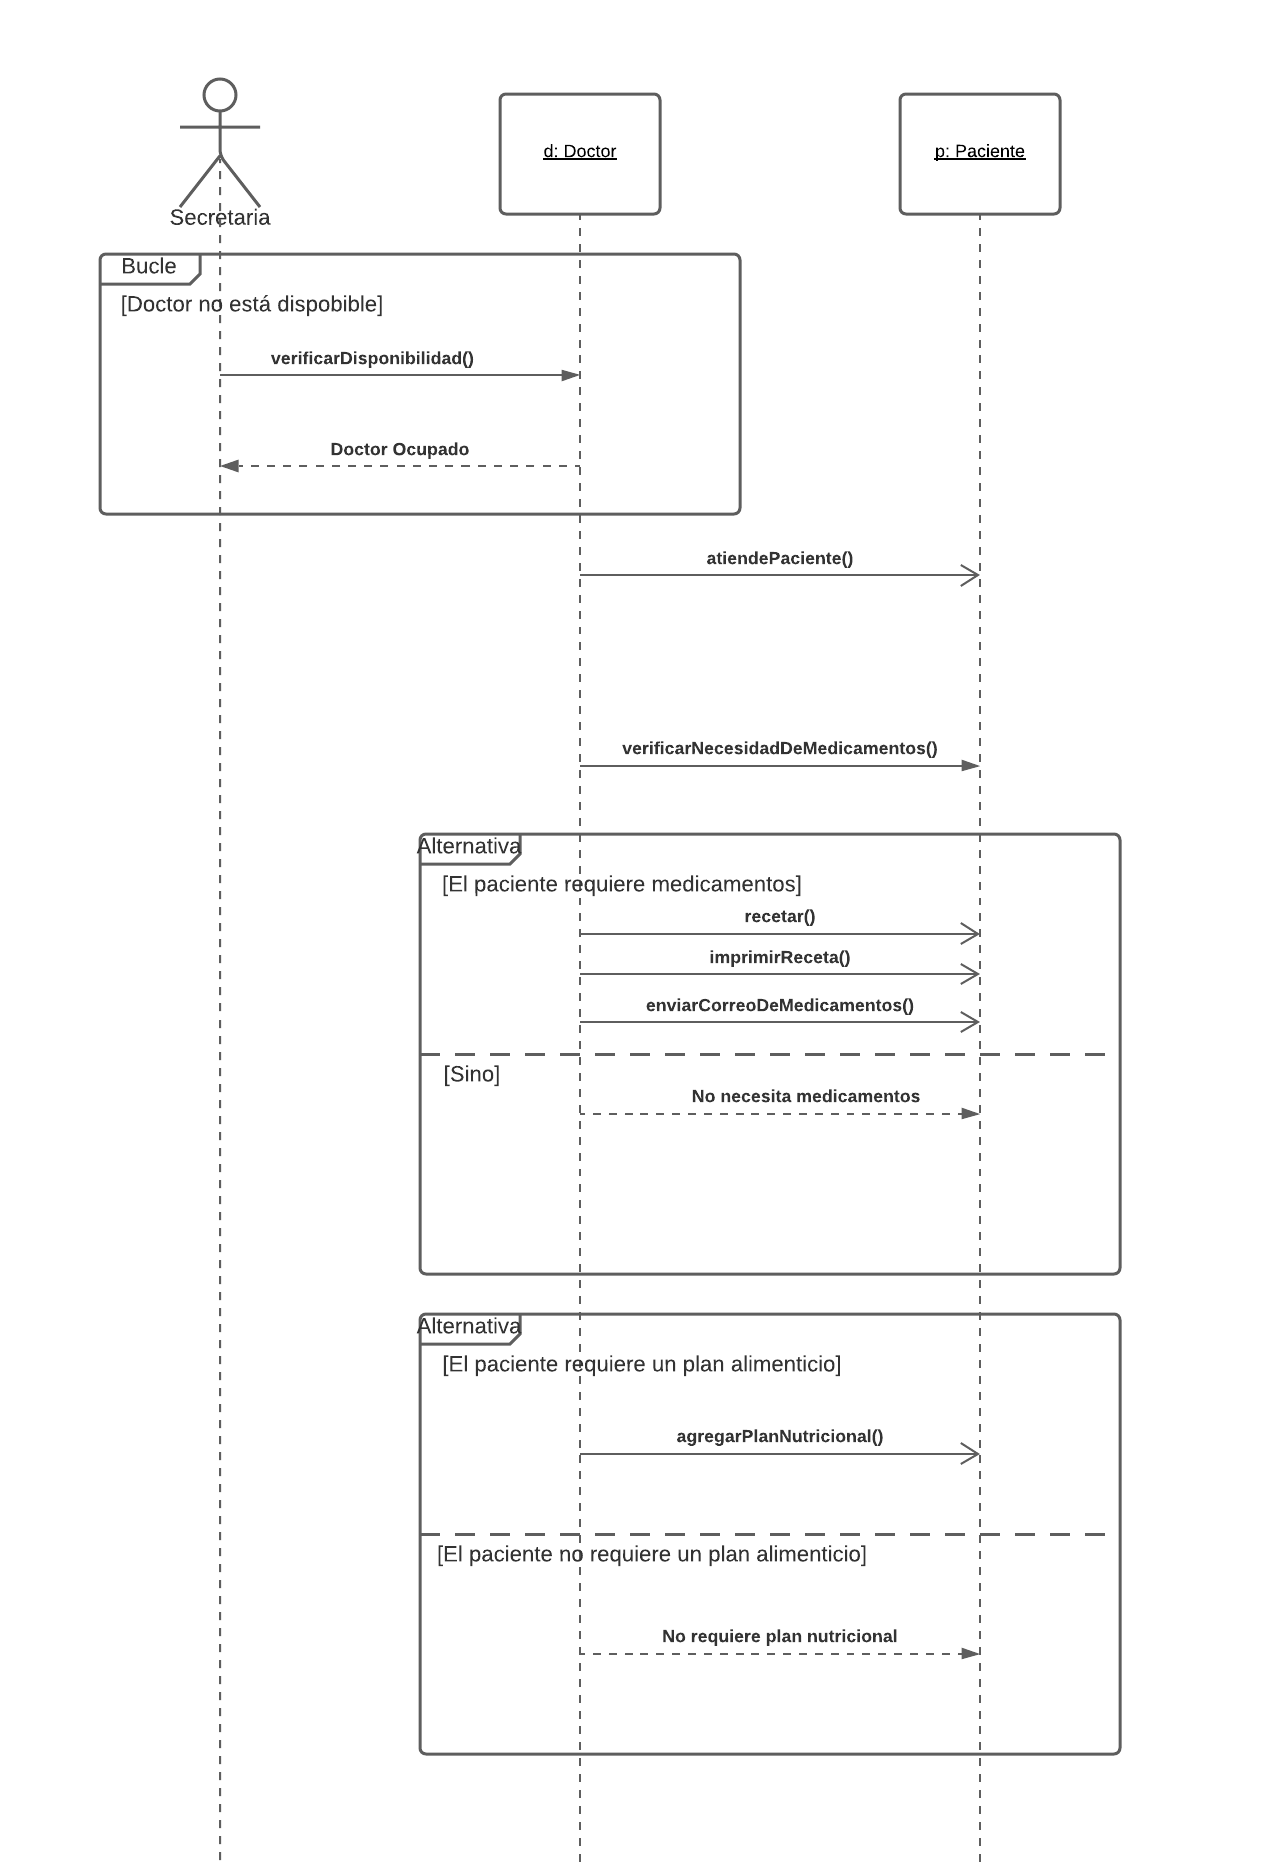 Secretaria
d: Doctor
p: Paciente
Bucle
[Doctor no está dispobible]
verificarDisponibilidad()
Doctor Ocupado
atiendePaciente()
verificarNecesidadDeMedicamentos()
Alternativa
[El paciente requiere medicamentos]
recetar()
imprimirReceta()
enviarCorreoDeMedicamentos()
[Sino]
No necesita medicamentos
Alternativa
[El paciente requiere un plan alimenticio]
agregarPlanNutricional()
[El paciente no requiere un plan alimenticio]
No requiere plan nutricional